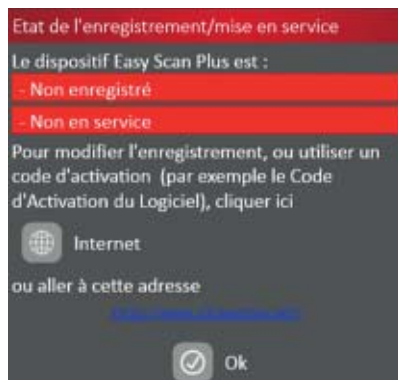 Etat de l'enregistrement/mise en service
Le dispositif Easy Scan Plus est :
- Non enregistré
- Non en service
Pour modifier l'enregistrement, ou utiliser un
code d'activation (par exemple le Code
d'Activation du Logiciel), cliquer ici
Internet
ou aller à cette adresse
Ok